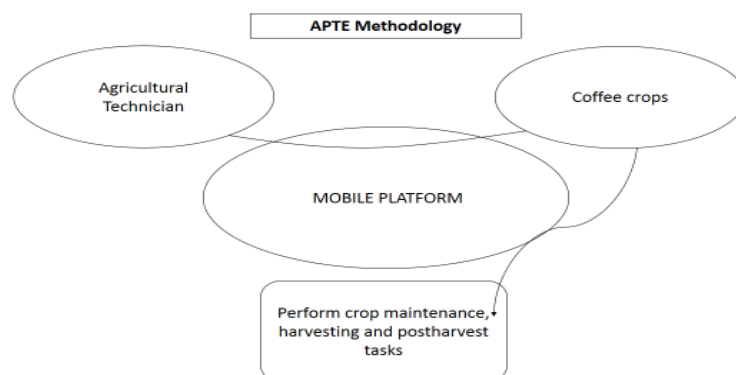 APTE Methodology
Agricultural
Technician
Coffee crops
MOBILE PLATFORM
Perform crop maintenance,
harvesting and postharvest
tasks